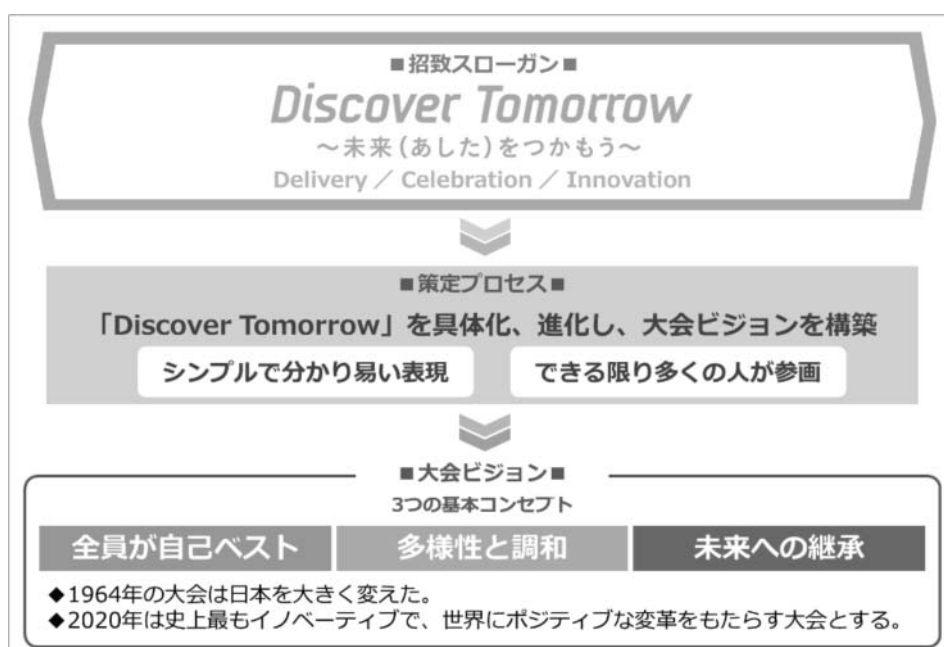 ■招致スローガン■
Discover Tomorrow
～未来(あした)をつかもう～
Delivery ／ Celebration ／ Innovation
■策定プロセス■
「Discover Tomorrow」を具体化、進化し、大会ビジョンを構築
シンプルで分かり易い表現 できる限り多くの人が参画
■大会ビジョン■
3つの基本コンセプト
全員が自己ベスト 多様性と調和 未来への継承
◆1964年の大会は日本を大きく変えた。
◆2020年は史上最もイノベーティブで、世界にポジティブな変革をもたらす大会とする。